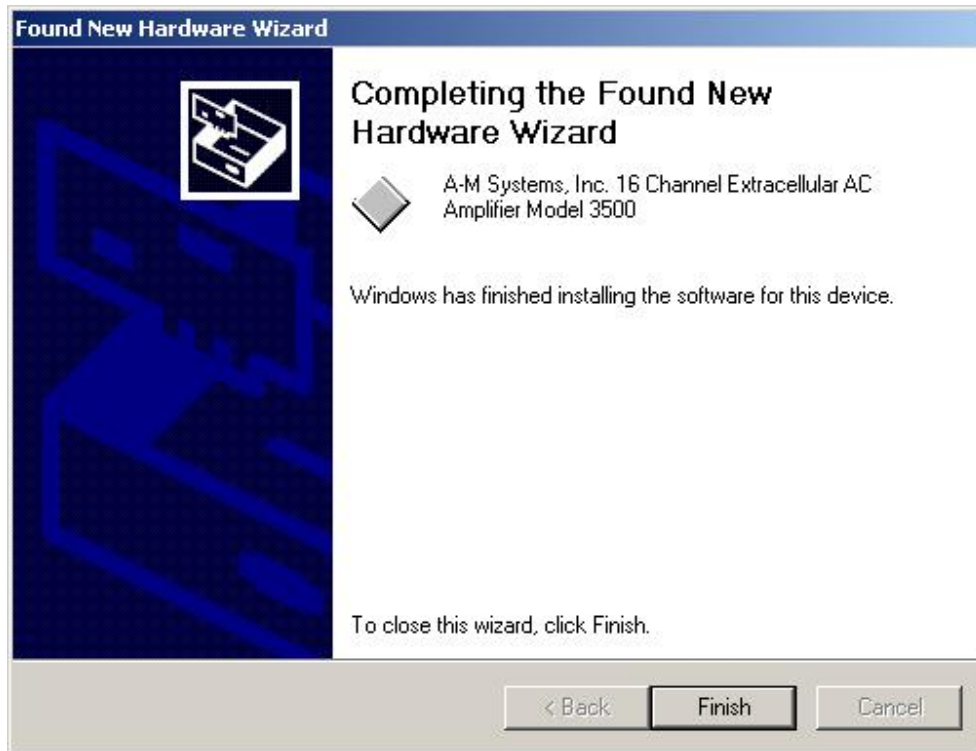 Found New Hardware Wizard
Completing the Found New
Hardware Wizard
A-M Systems, Inc. 16 Channel Extracellular AC
Amplifier Model 3500
Windows has finished installing the software for this device.
To close this wizard, click Finish.
< Back Finish Cancel